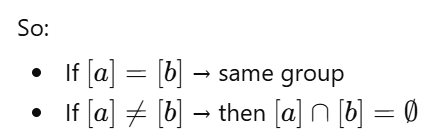 So:
• If [a] = [b] → same group
• If [a] ≠ [b] → then [a] ∩ [b] = ∅